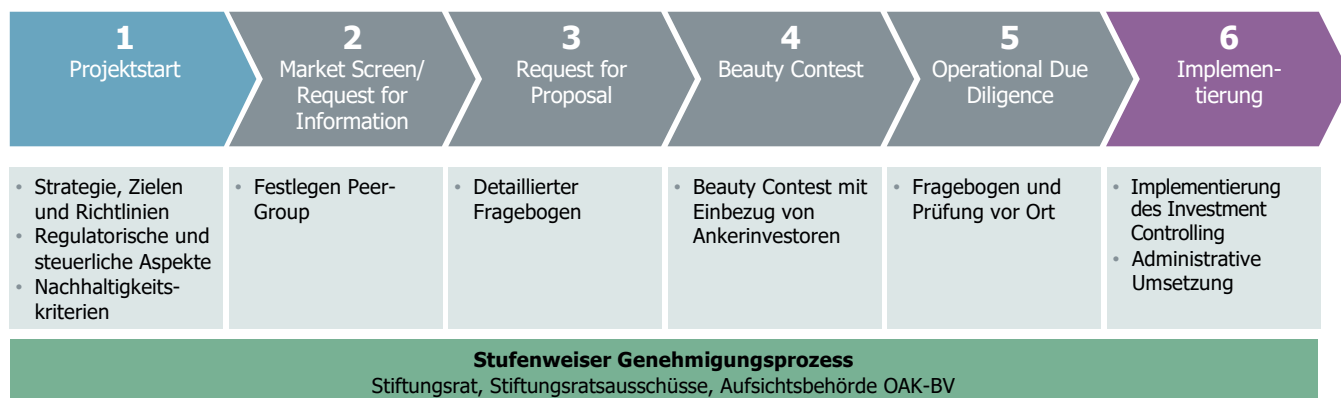 1
Projektstart
2
Market Screen/
Request for
Information
3
Request for
Proposal
4
Beauty Contest
5
Operational Due
Diligence
6
Implemen-
tierung
• Strategie, Zielen
und Richtlinien
• Regulatorische und
steuerliche Aspekte
• Nachhaltigkeits-
kriterien
• Festlegen Peer-
Group
• Detaillierter
Fragebogen
• Beauty Contest mit
Einbezug von
Ankerinvestoren
• Fragebogen und
Prüfung vor Ort
• Implementierung
des Investment
Controlling
• Administrative
Umsetzung
Stufenweiser Genehmigungsprozess
Stiftungsrat, Stiftungsratsausschüsse, Aufsichtsbehörde OAK-BV